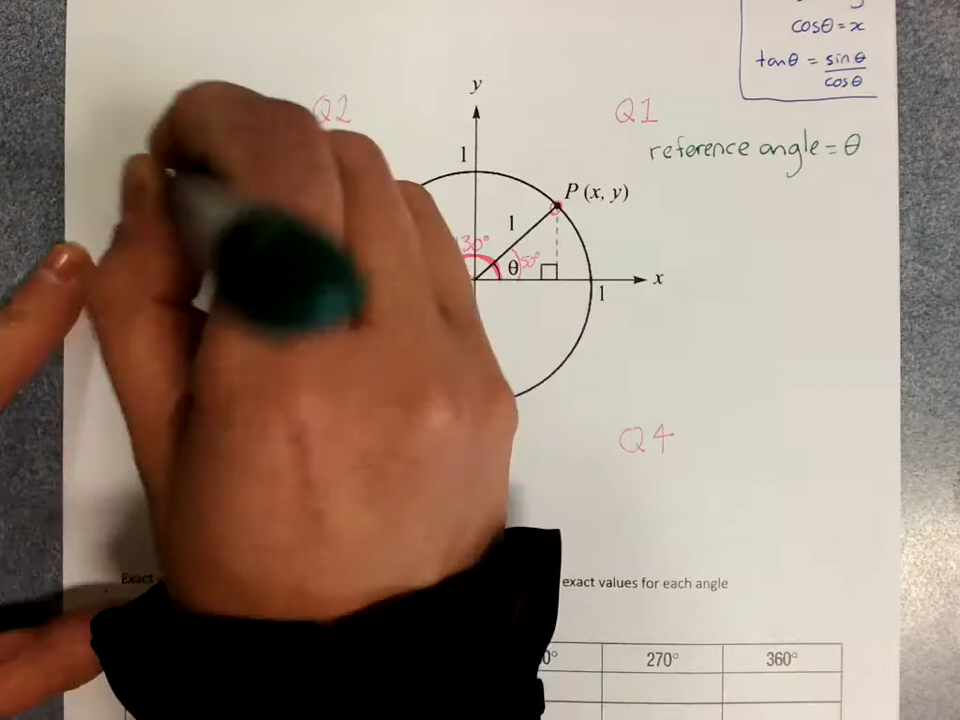 cosθ = x
tanθ = sinθ
cosθ
y
Q2
Q1
reference angle = θ
1
P (x, y)
1
130°
θ
50°
x
1
Q4
Exact
exact values for each angle
270°
360°